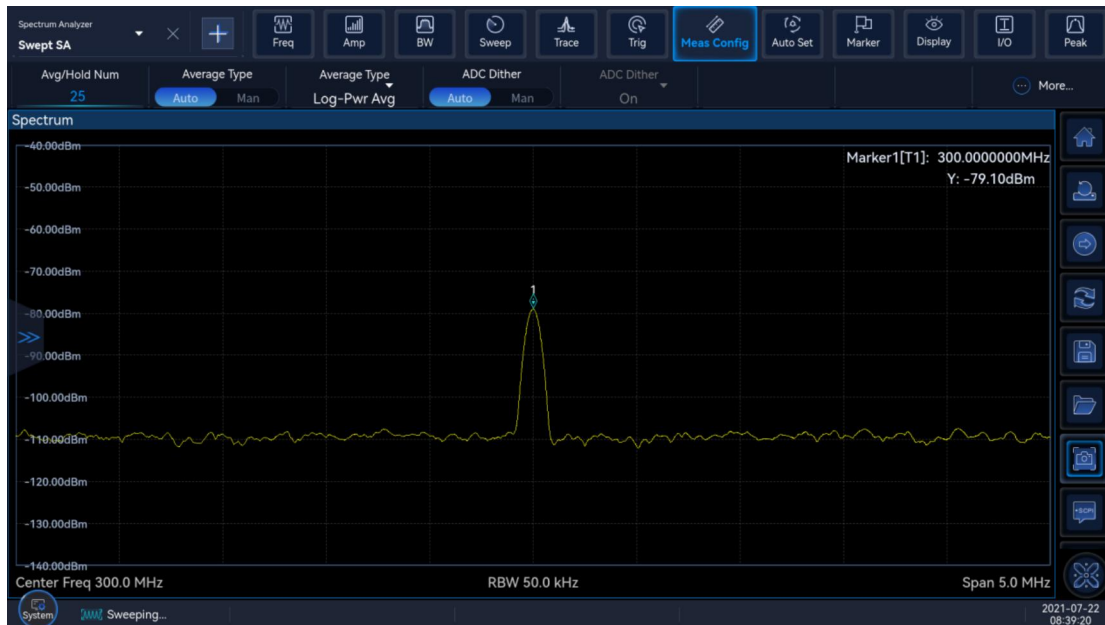 Spectrum Analyzer
Swept SA
Freq
Amp
BW
Sweep
Trace
Trig
Meas Config
Auto Set
Marker
Display
I/O
Peak
Avg/Hold Num
25
Average Type
Auto Man
Average Type
Log-Pwr Avg
ADC Dither
Auto Man
ADC Dither
On
More...
Spectrum
-40.00dBm
Marker1[T1]: 300.0000000MHz
Y: -79.10dBm
-50.00dBm
-60.00dBm
-70.00dBm
1
-80.00dBm
-90.00dBm
-100.00dBm
-110.00dBm
-120.00dBm
-130.00dBm
-140.00dBm
+SCPI
Center Freq 300.0 MHz
RBW 50.0 kHz
Span 5.0 MHz
System
Sweeping...
2021-07-22
08:39:20